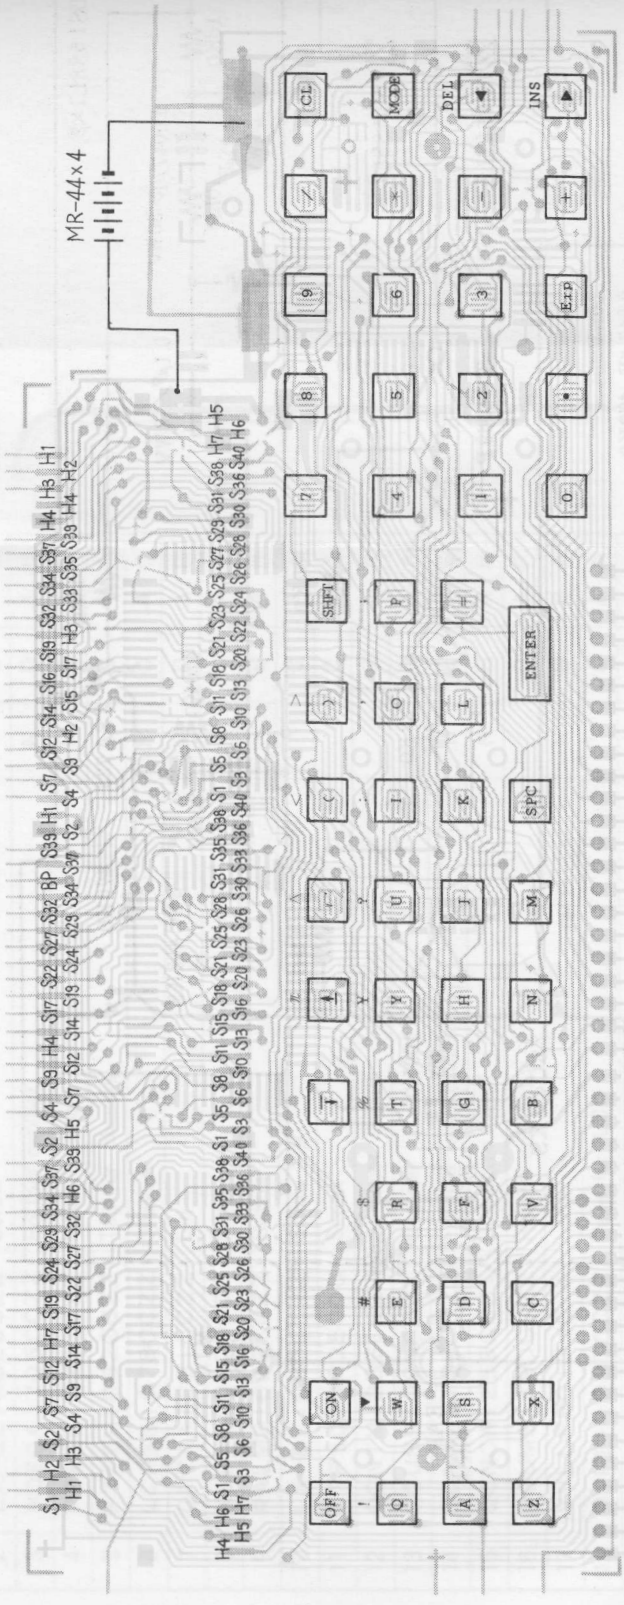 S1 H2 S2 S7 S12 H7 S19 S24 S29 S34 S37 S2 S4 S9 H4 S17 S22 S27 S32 BP S39 H1 S7 S12 S14 S16 S19 S32 S34 S37 H4 H3 H1
H1 H3 S4 S9 S14 S17 S22 S27 S32 H6 S39 H5 S7 S12 S14 S19 S24 S29 S34 S37 S2 S4 S9 H2 S15 S17 H3 S33 S35 S39 H4 H2
MR-44x4
H4 H6 S1 S5 S8 S11 S15 S18 S21 S25 S28 S31 S35 S38 S1 S5 S8 S11 S15 S18 S21 S25 S28 S31 S35 S38 S1 S5 S8 S11 S18 S21 S23 S25 S27 S29 S31 S38 H7 H5
H5 H7 S3 S6 S10 S13 S16 S20 S23 S26 S30 S33 S36 S40 S3 S6 S10 S13 S16 S20 S23 S26 S30 S33 S36 S40 S3 S6 S10 S13 S20 S22 S24 S26 S28 S30 S36 S40 H6
π ^ < >
7 8 9 / CL
OFF ON ( ) SHFT
! # $ % ¥ ? : , ;
Q W E R T Y U I O P 4 5 6 * MODE
DEL
A S D F G H J K L = 1 2 3 -
INS
Z X C V B N M SPC ENTER 0 • Exp +